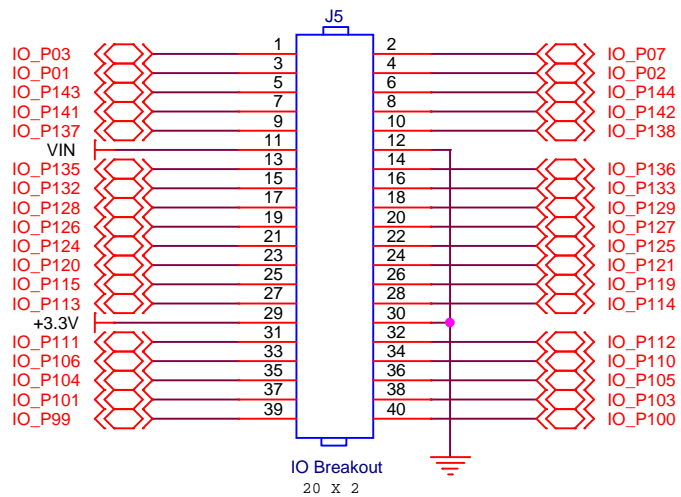 J5
IO_P03 1 2 IO_P07
IO_P01 3 4 IO_P02
IO_P143 5 6 IO_P144
IO_P141 7 8 IO_P142
IO_P137 9 10 IO_P138
VIN 11 12
IO_P135 13 14 IO_P136
IO_P132 15 16 IO_P133
IO_P128 17 18 IO_P129
IO_P126 19 20 IO_P127
IO_P124 21 22 IO_P125
IO_P120 23 24 IO_P121
IO_P115 25 26 IO_P119
IO_P113 27 28 IO_P114
+3.3V 29 30
IO_P111 31 32 IO_P112
IO_P106 33 34 IO_P110
IO_P104 35 36 IO_P105
IO_P101 37 38 IO_P103
IO_P99 39 40 IO_P100
IO Breakout
20 X 2